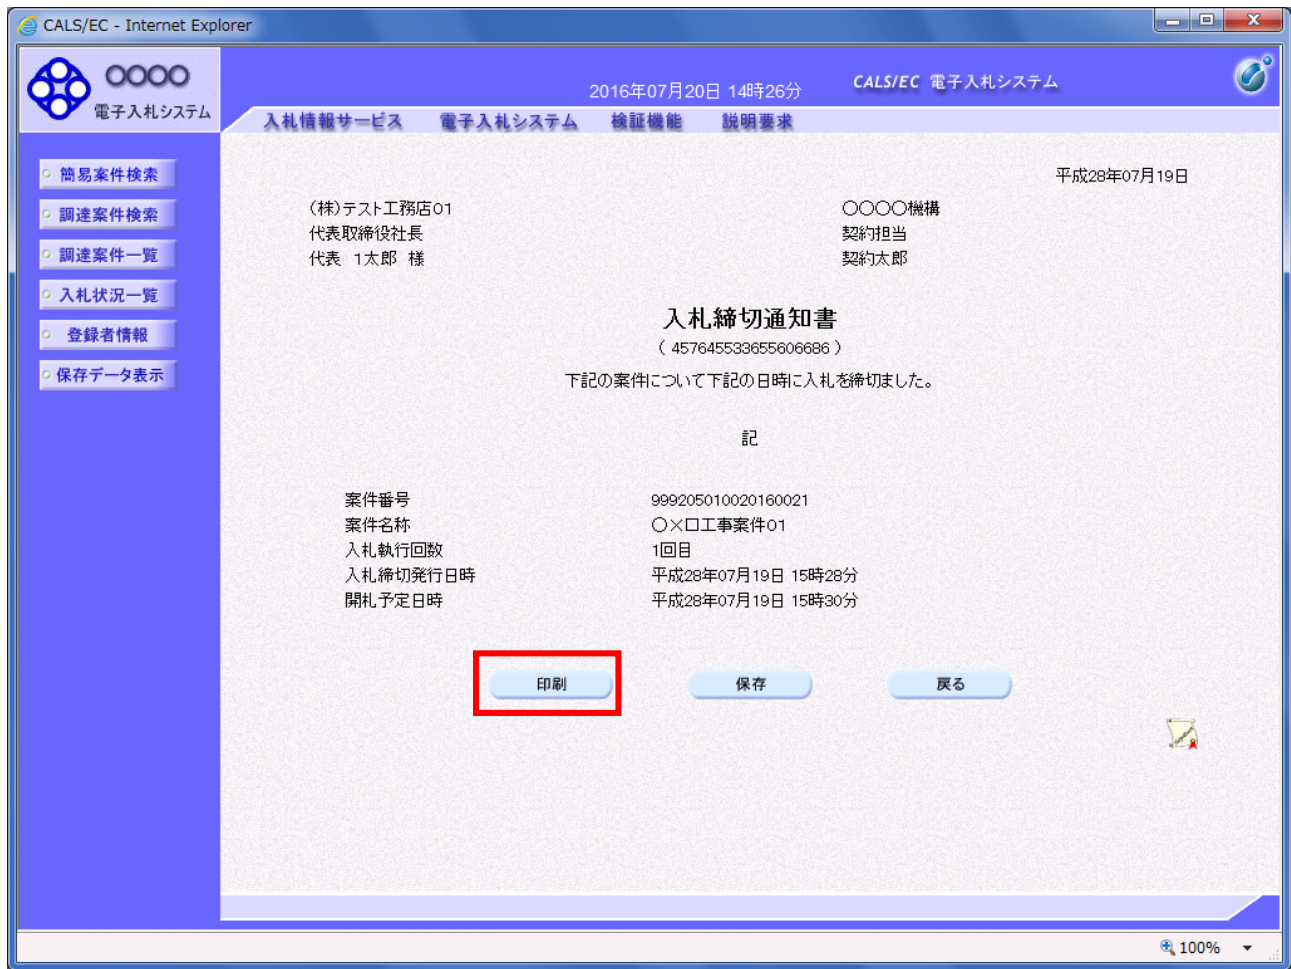 CALS/EC - Internet Explorer
○○○○
電子入札システム
2016年07月20日 14時26分
CALS/EC 電子入札システム
入札情報サービス 電子入札システム 検証機能 説明要求
簡易案件検索
調達案件検索
調達案件一覧
入札状況一覧
登録者情報
保存データ表示
平成28年07月19日
(株)テスト工務店01
代表取締役社長
代表 1太郎 様
○○○○機構
契約担当
契約太郎
入札締切通知書
( 457645533655606686 )
下記の案件について下記の日時に入札を締切ました。
記
案件番号 999205010020160021
案件名称 ○×口工事案件01
入札執行回数 1回目
入札締切発行日時 平成28年07月19日 15時28分
開札予定日時 平成28年07月19日 15時30分
印刷 保存 戻る
100%